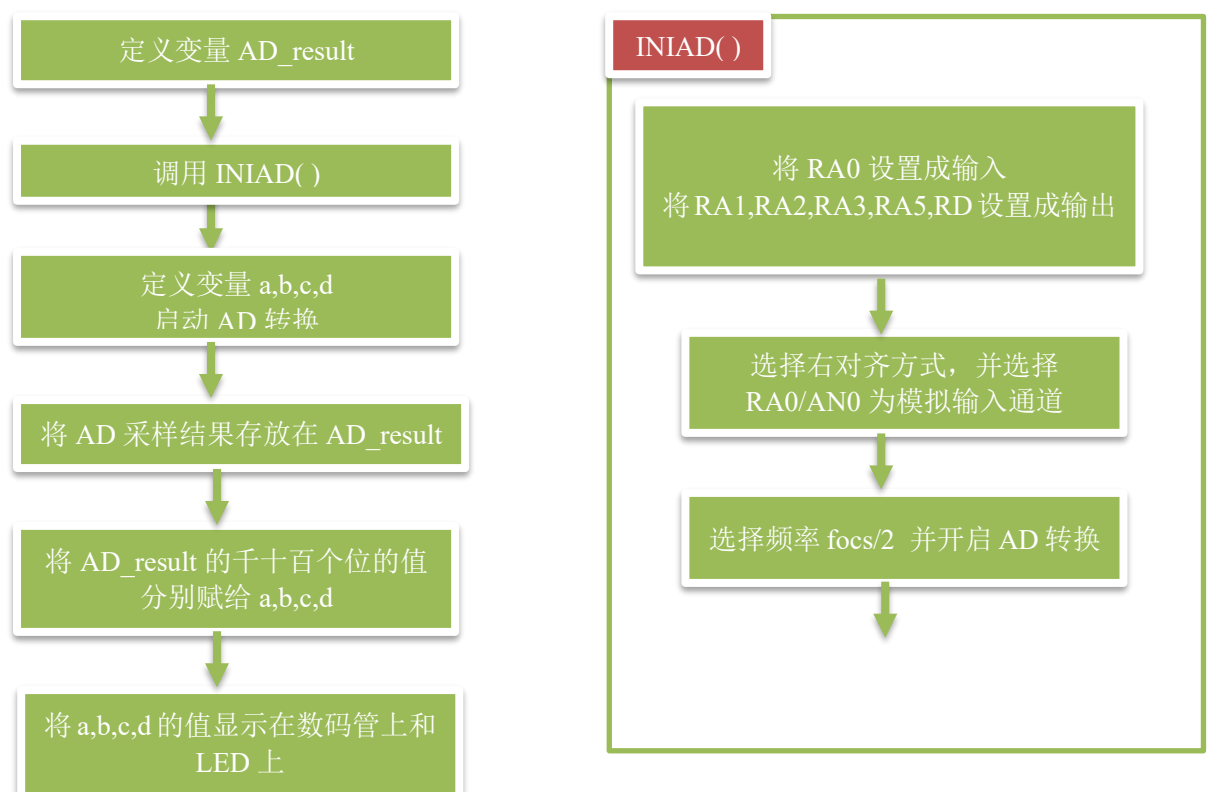 定义变量 AD_result
调用 INIAD( )
定义变量 a,b,c,d
启动 AD 转换
将 AD 采样结果存放在 AD_result
将 AD_result 的千十百个位的值
分别赋给 a,b,c,d
将 a,b,c,d 的值显示在数码管上和
LED 上
INIAD( )
将 RA0 设置成输入
将 RA1,RA2,RA3,RA5,RD 设置成输出
选择右对齐方式，并选择
RA0/AN0 为模拟输入通道
选择频率 focs/2 并开启 AD 转换